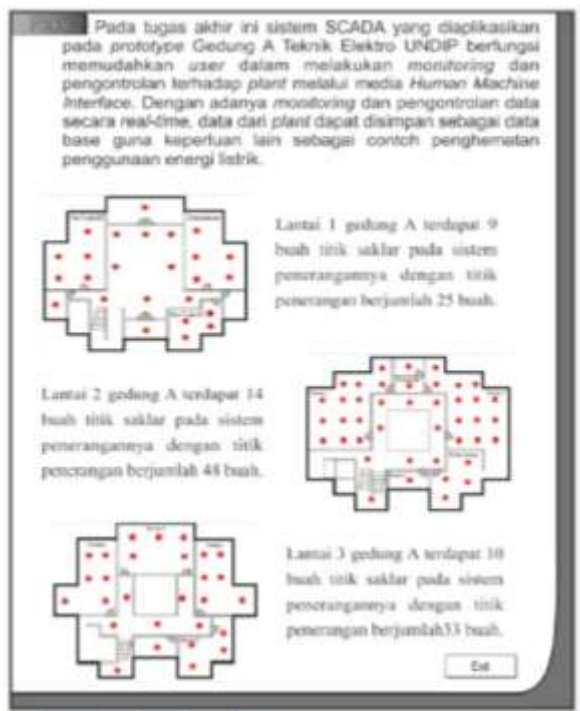 Pada tugas akhir ini sistem SCADA yang diaplikasikan
pada prototype Gedung A Teknik Elektro UNDIP berfungsi
memudahkan user dalam melakukan monitoring dan
pengontrolan terhadap plant melalui media Human Machine
Interface. Dengan adanya monitoring dan pengontrolan data
secara real-time, data dari plant dapat disimpan sebagai data
base guna keperluan lain sebagai contoh penghematan
penggunaan energi listrik.
Lantai 1 gedung A terdapat 9
buah titik saklar pada sistem
penerangannya dengan titik
penerangan berjumlah 25 buah.
Lantai 2 gedung A terdapat 14
buah titik saklar pada sistem
penerangannya dengan titik
penerangan berjumlah 48 buah.
Lantai 3 gedung A terdapat 10
buah titik saklar pada sistem
penerangannya dengan titik
penerangan berjumlah33 buah.
Exit